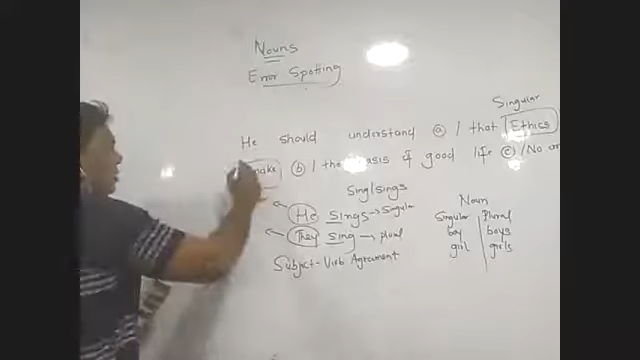 Nouns
Error Spotting
Singular
He should understand ⓐ / that Ethics
make ⓑ / the basis of good life ⓒ / No
Sing/sings
He Sings → Singular
They sing → plural
Subject-Verb Agreement
Noun
Singular Plural
boy boys
girl girls